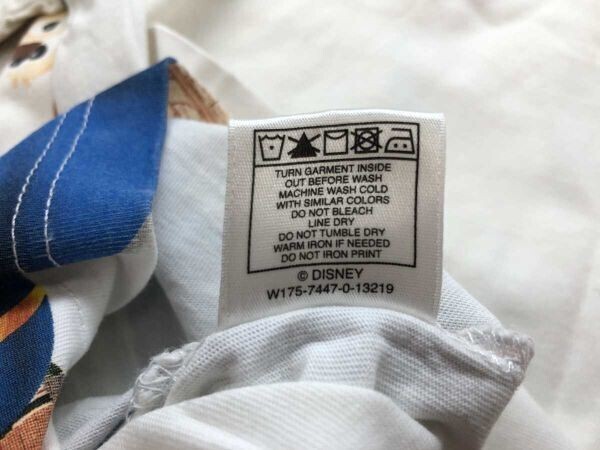 TURN GARMENT INSIDE
OUT BEFORE WASH
MACHINE WASH COLD
WITH SIMILAR COLORS
DO NOT BLEACH
LINE DRY
DO NOT TUMBLE DRY
WARM IRON IF NEEDED
DO NOT IRON PRINT
© DISNEY
W175-7447-0-13219